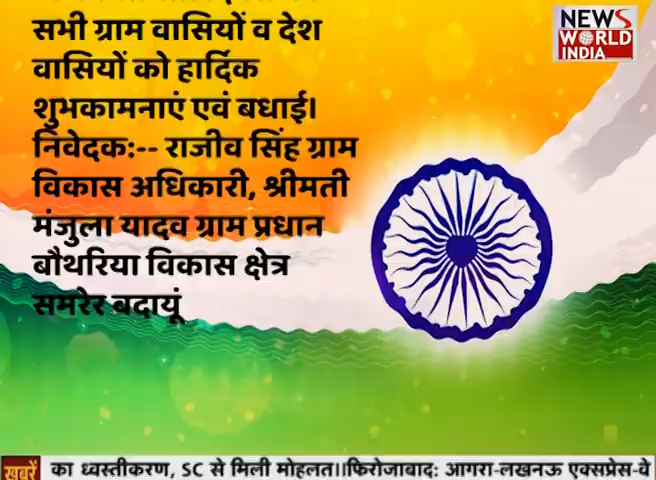 सभी ग्राम वासियों व देश
वासियों को हार्दिक
शुभकामनाएं एवं बधाई।
निवेदक:-- राजीव सिंह ग्राम
विकास अधिकारी, श्रीमती
मंजुला यादव ग्राम प्रधान
बौथरिया विकास क्षेत्र
समरेर बदायूं
NEWS
WORLD
INDIA
खबरें का ध्वस्तीकरण, SC से मिली मोहलत।।फिरोजाबाद: आगरा-लखनऊ एक्सप्रेस-वे